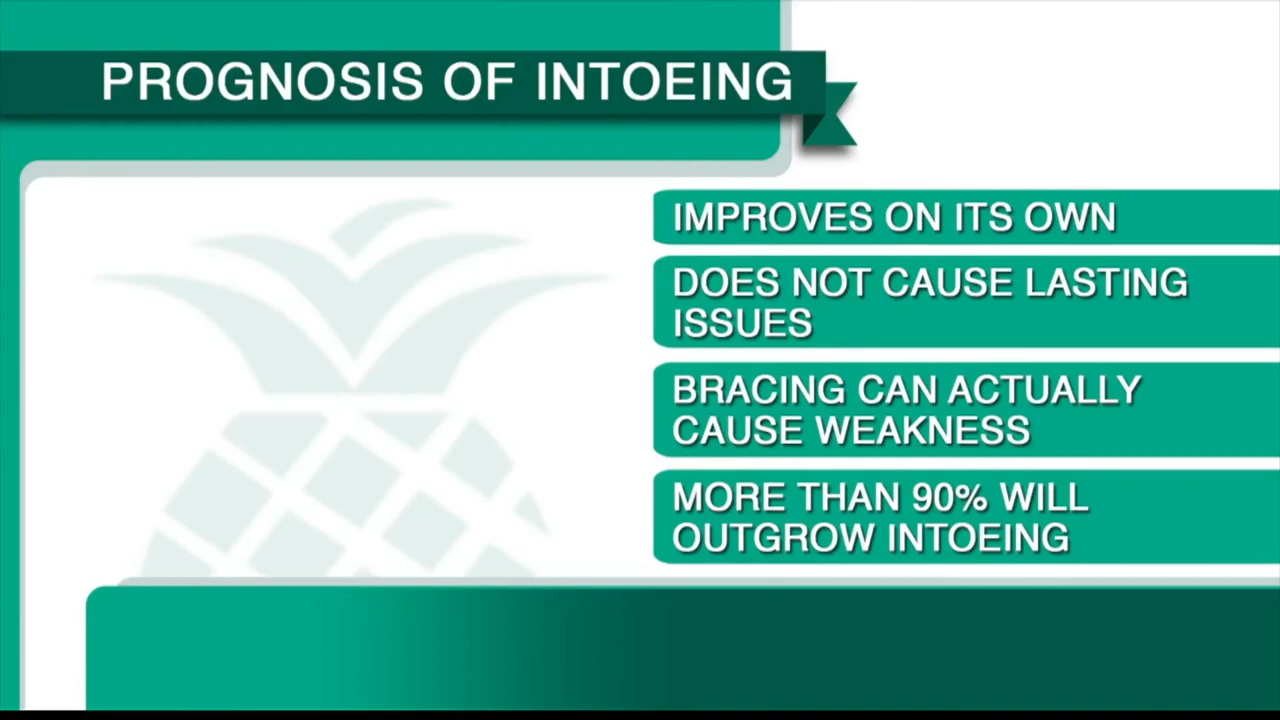 PROGNOSIS OF INTOEING
IMPROVES ON ITS OWN
DOES NOT CAUSE LASTING
ISSUES
BRACING CAN ACTUALLY
CAUSE WEAKNESS
MORE THAN 90% WILL
OUTGROW INTOEING